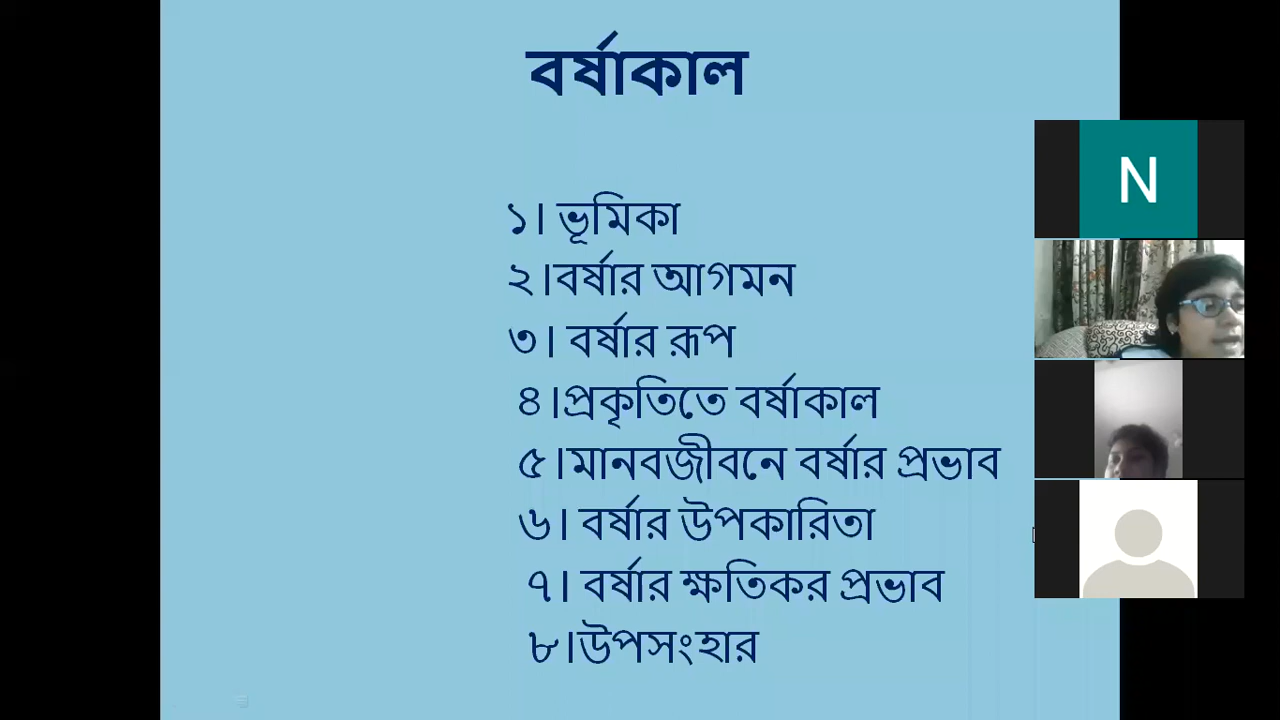 বর্ষাকাল
১। ভূমিকা
২।বর্ষার আগমন
৩। বর্ষার রূপ
৪।প্রকৃতিতে বর্ষাকাল
৫।মানবজীবনে বর্ষার প্রভাব
৬। বর্ষার উপকারিতা
৭। বর্ষার ক্ষতিকর প্রভাব
৮।উপসংহার
N